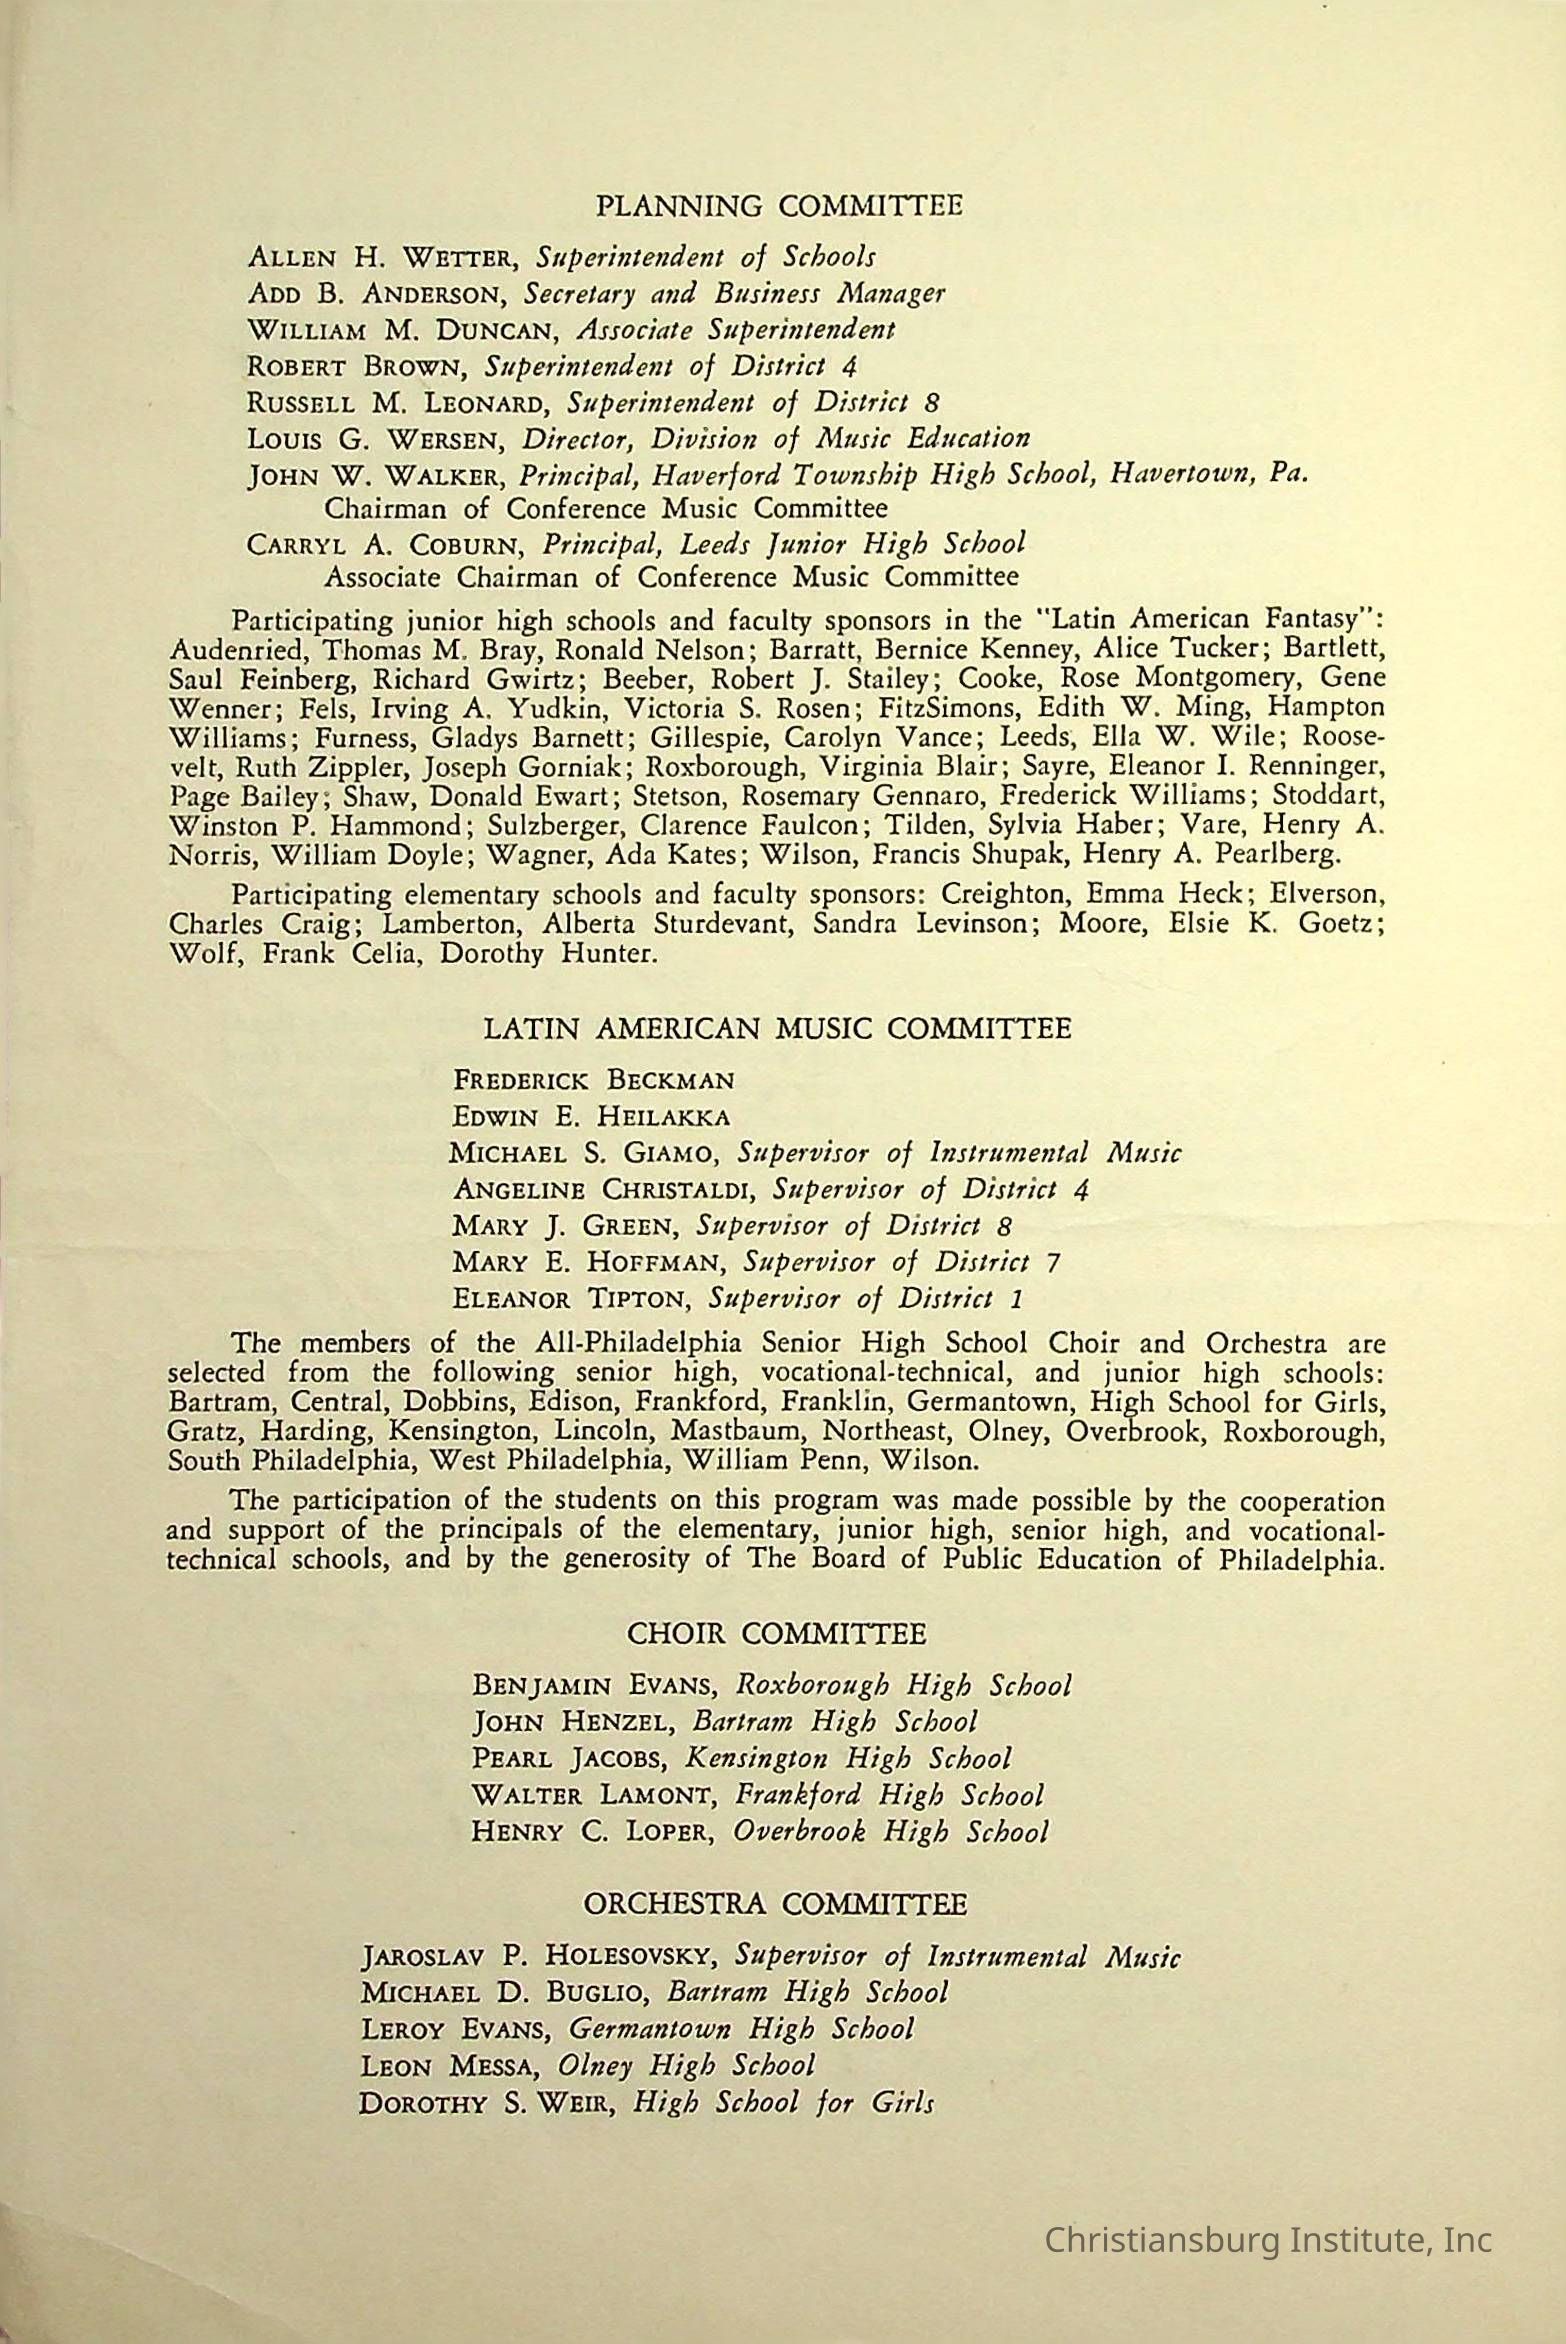 PLANNING COMMITTEE
ALLEN H. WETTER, Superintendent of Schools
ADD B. ANDERSON, Secretary and Business Manager
WILLIAM M. DUNCAN, Associate Superintendent
ROBERT BROWN, Superintendent of District 4
RUSSELL M. LEONARD, Superintendent of District 8
LOUIS G. WERSEN, Director, Division of Music Education
JOHN W. WALKER, Principal, Haverford Township High School, Havertown, Pa.
Chairman of Conference Music Committee
CARRYL A. COBURN, Principal, Leeds Junior High School
Associate Chairman of Conference Music Committee
Participating junior high schools and faculty sponsors in the "Latin American Fantasy":
Audenried, Thomas M. Bray, Ronald Nelson; Barratt, Bernice Kenney, Alice Tucker; Bartlett,
Saul Feinberg, Richard Gwirtz; Beeber, Robert J. Stailey; Cooke, Rose Montgomery, Gene
Wenner; Fels, Irving A. Yudkin, Victoria S. Rosen; FitzSimons, Edith W. Ming, Hampton
Williams; Furness, Gladys Barnett; Gillespie, Carolyn Vance; Leeds, Ella W. Wile; Roose-
velt, Ruth Zippler, Joseph Gorniak; Roxborough, Virginia Blair; Sayre, Eleanor I. Renninger,
Page Bailey; Shaw, Donald Ewart; Stetson, Rosemary Gennaro, Frederick Williams; Stoddart,
Winston P. Hammond; Sulzberger, Clarence Faulcon; Tilden, Sylvia Haber; Vare, Henry A.
Norris, William Doyle; Wagner, Ada Kates; Wilson, Francis Shupak, Henry A. Pearlberg.
Participating elementary schools and faculty sponsors: Creighton, Emma Heck; Elverson,
Charles Craig; Lamberton, Alberta Sturdevant, Sandra Levinson; Moore, Elsie K. Goetz;
Wolf, Frank Celia, Dorothy Hunter.
LATIN AMERICAN MUSIC COMMITTEE
FREDERICK BECKMAN
EDWIN E. HEILAKKA
MICHAEL S. GIAMO, Supervisor of Instrumental Music
ANGELINE CHRISTALDI, Supervisor of District 4
MARY J. GREEN, Supervisor of District 8
MARY E. HOFFMAN, Supervisor of District 7
ELEANOR TIPTON, Supervisor of District 1
The members of the All-Philadelphia Senior High School Choir and Orchestra are
selected from the following senior high, vocational-technical, and junior high schools:
Bartram, Central, Dobbins, Edison, Frankford, Franklin, Germantown, High School for Girls,
Gratz, Harding, Kensington, Lincoln, Mastbaum, Northeast, Olney, Overbrook, Roxborough,
South Philadelphia, West Philadelphia, William Penn, Wilson.
The participation of the students on this program was made possible by the cooperation
and support of the principals of the elementary, junior high, senior high, and vocational-
technical schools, and by the generosity of The Board of Public Education of Philadelphia.
CHOIR COMMITTEE
BENJAMIN EVANS, Roxborough High School
JOHN HENZEL, Bartram High School
PEARL JACOBS, Kensington High School
WALTER LAMONT, Frankford High School
HENRY C. LOPER, Overbrook High School
ORCHESTRA COMMITTEE
JAROSLAV P. HOLESOVSKY, Supervisor of Instrumental Music
MICHAEL D. BUGLIO, Bartram High School
LEROY EVANS, Germantown High School
LEON MESSA, Olney High School
DOROTHY S. WEIR, High School for Girls
Christiansburg Institute, Inc